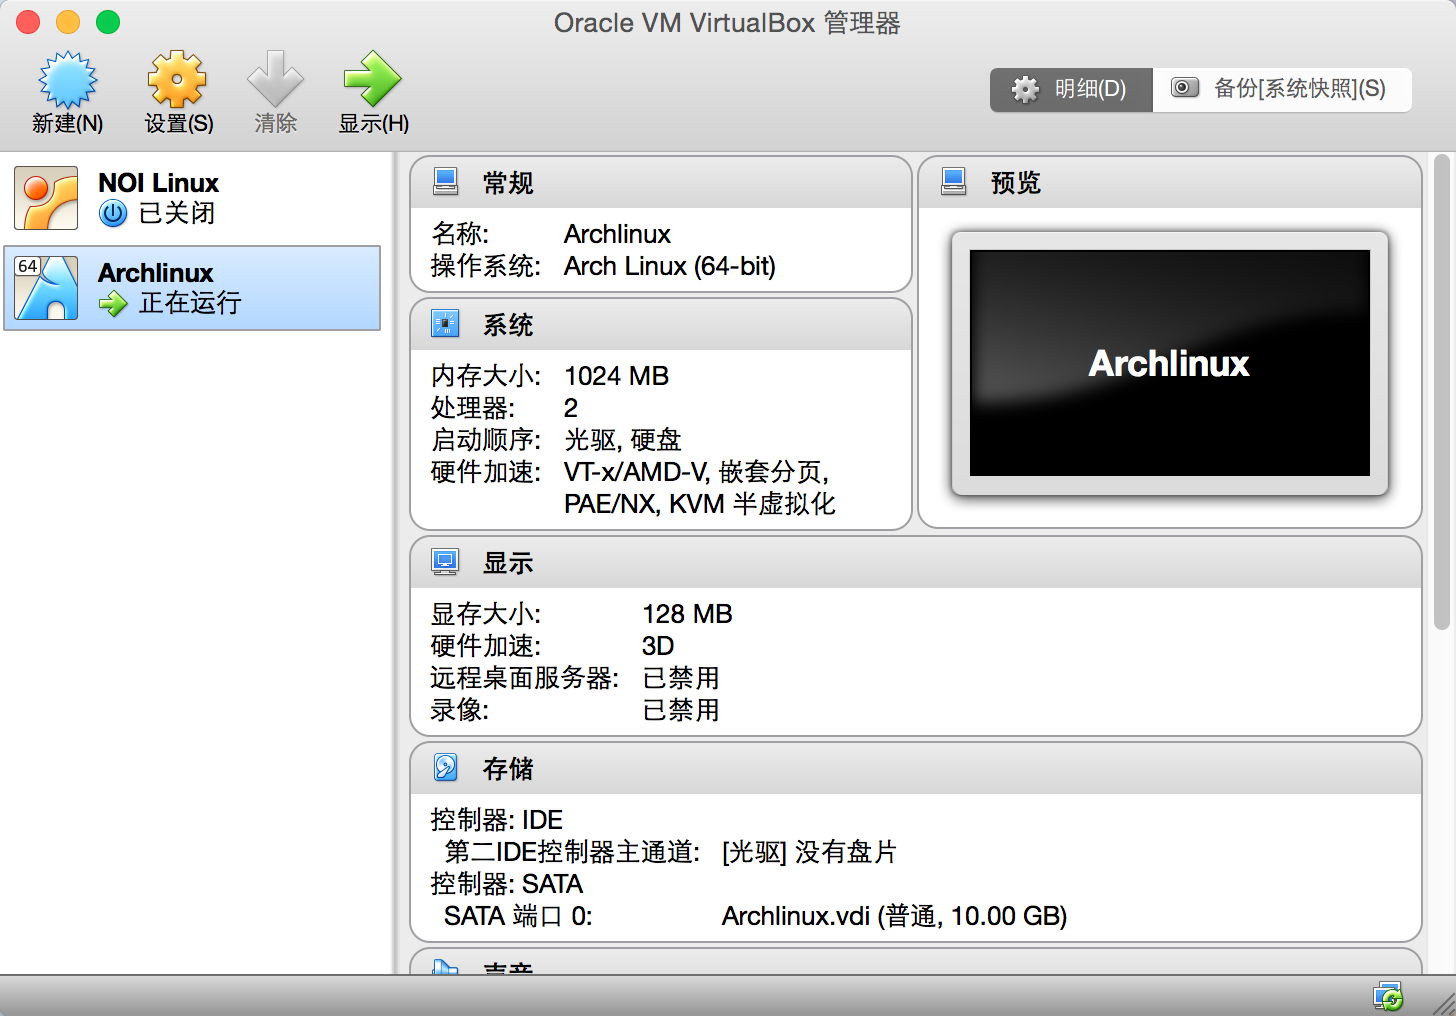 Oracle VM VirtualBox 管理器
新建(N)
设置(S)
清除
显示(H)
明细(D)
备份[系统快照](S)
NOI Linux
已关闭
64
Archlinux
正在运行
常规
名称: Archlinux
操作系统: Arch Linux (64-bit)
系统
内存大小: 1024 MB
处理器: 2
启动顺序: 光驱, 硬盘
硬件加速: VT-x/AMD-V, 嵌套分页,
PAE/NX, KVM 半虚拟化
预览
Archlinux
显示
显存大小: 128 MB
硬件加速: 3D
远程桌面服务器: 已禁用
录像: 已禁用
存储
控制器: IDE
第二IDE控制器主通道: [光驱] 没有盘片
控制器: SATA
SATA 端口 0: Archlinux.vdi (普通, 10.00 GB)
声音